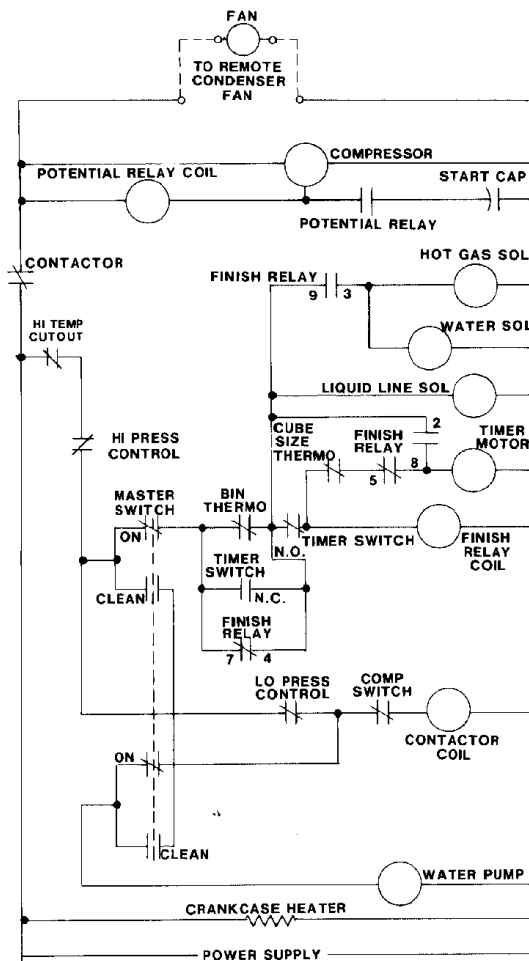 FAN
TO REMOTE
CONDENSER
FAN
COMPRESSOR
POTENTIAL RELAY COIL
START CAP
POTENTIAL RELAY
CONTACTOR
HOT GAS SOL
FINISH RELAY
9 3
HI TEMP
CUTOUT
WATER SOL
LIQUID LINE SOL
2
CUBE
SIZE
THERMO
FINISH
RELAY
TIMER
MOTOR
5 8
HI PRESS
CONTROL
MASTER
SWITCH
BIN
THERMO
ON
TIMER SWITCH
N.O.
FINISH
RELAY
COIL
TIMER
SWITCH
N.C.
CLEAN
FINISH
RELAY
7 4
LO PRESS
CONTROL
COMP
SWITCH
CONTACTOR
COIL
ON
CLEAN
WATER PUMP
CRANKCASE HEATER
POWER SUPPLY